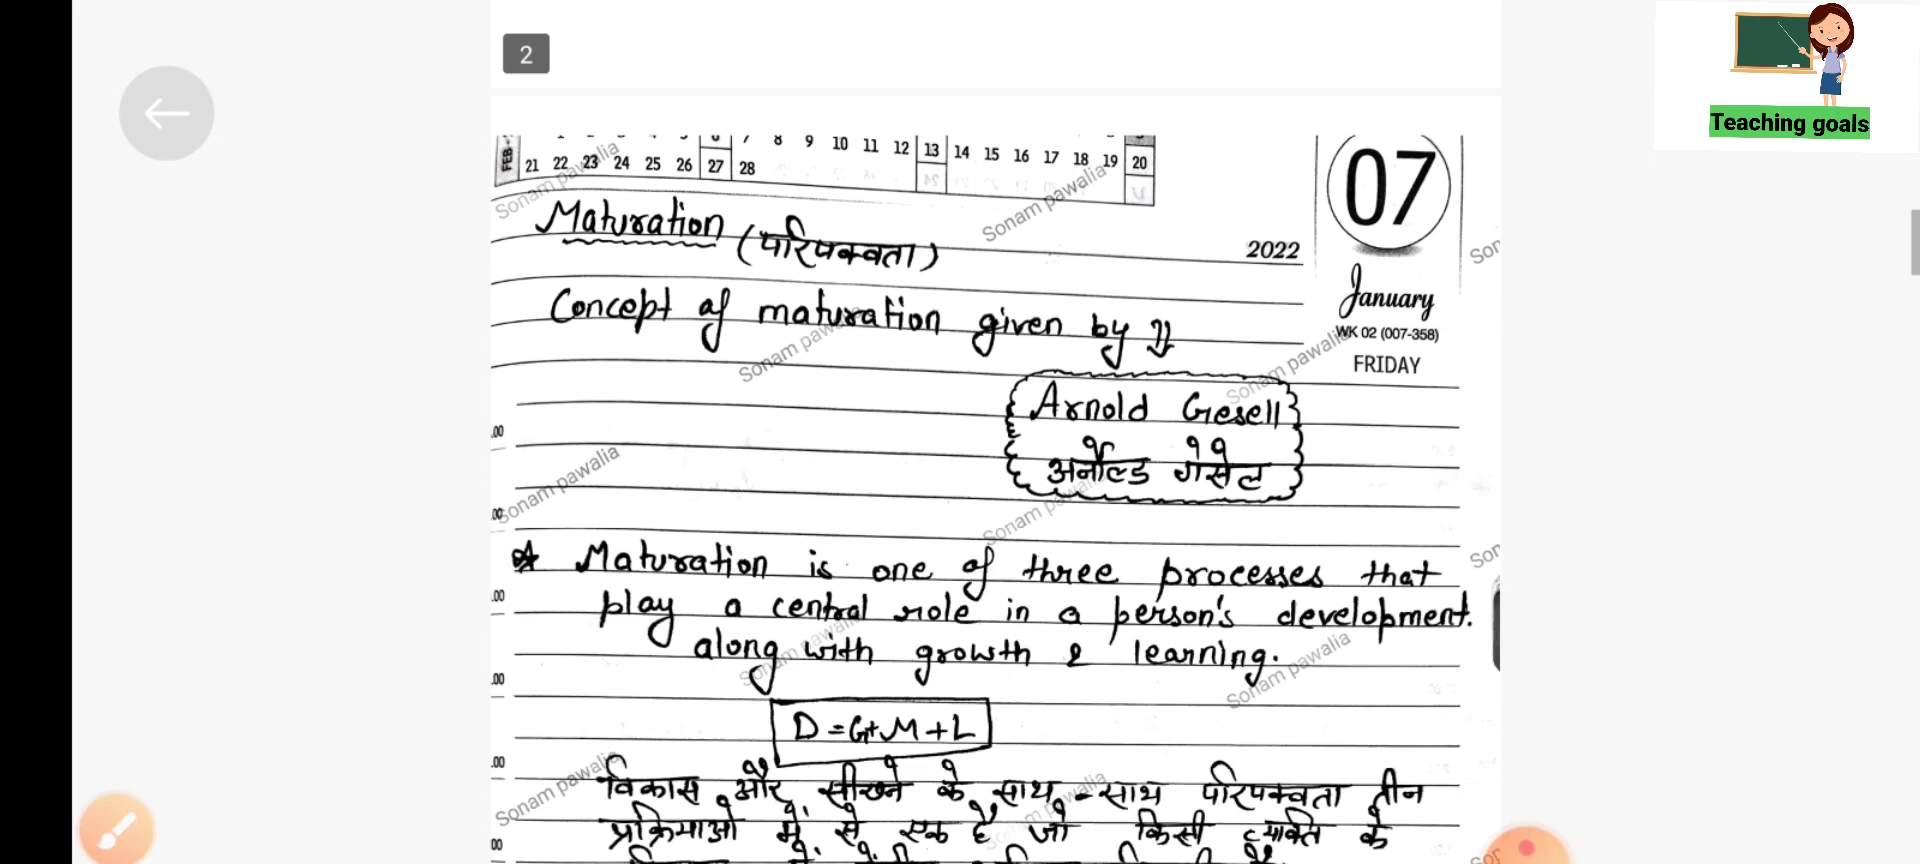 2
Teaching goals
FEB
7 8 9 10 11 12 13 14 15 16 17 18 19 20
21 22 23 24 25 26 27 28
07
January
WK 02 (007-358)
FRIDAY
2022
Maturation (परिपक्वता)
Concept of maturation given by
Arnold Gesell
अर्नाल्ड गेसेल
Maturation is one of three processes that
play a central role in a person's development.
along with growth & learning.
D = G+M+L
विकास और सीखने के साथ-साथ परिपक्वता तीन
प्रक्रियाओं में से एक है जो किसी व्यक्ति के
Sonam pawalia